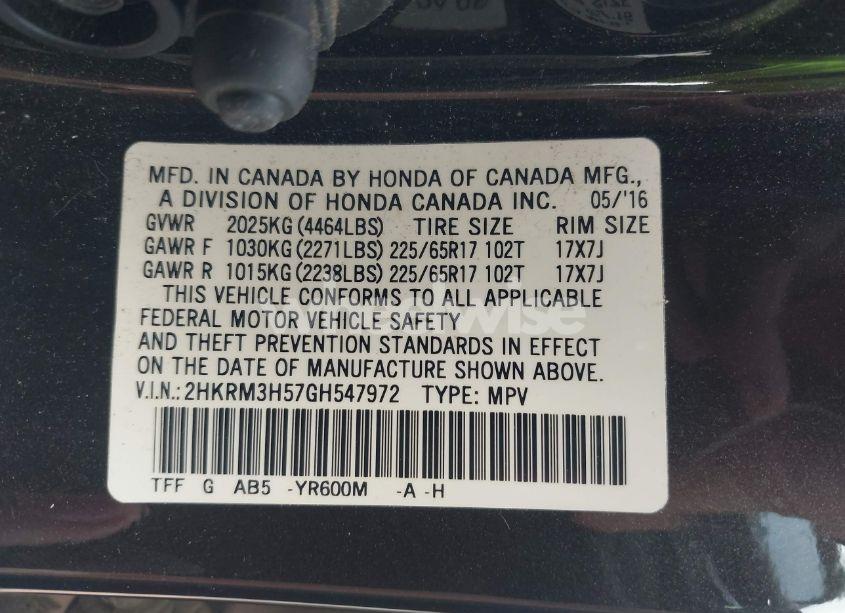 MFD. IN CANADA BY HONDA OF CANADA MFG.,
A DIVISION OF HONDA CANADA INC. 05/'16
GVWR 2025KG (4464LBS) TIRE SIZE RIM SIZE
GAWR F 1030KG (2271LBS) 225/65R17 102T 17X7J
GAWR R 1015KG (2238LBS) 225/65R17 102T 17X7J
THIS VEHICLE CONFORMS TO ALL APPLICABLE
FEDERAL MOTOR VEHICLE SAFETY
AND THEFT PREVENTION STANDARDS IN EFFECT
ON THE DATE OF MANUFACTURE SHOWN ABOVE.
V.I.N.: 2HKRM3H57GH547972 TYPE: MPV
TFF G AB5 -YR600M -A -H